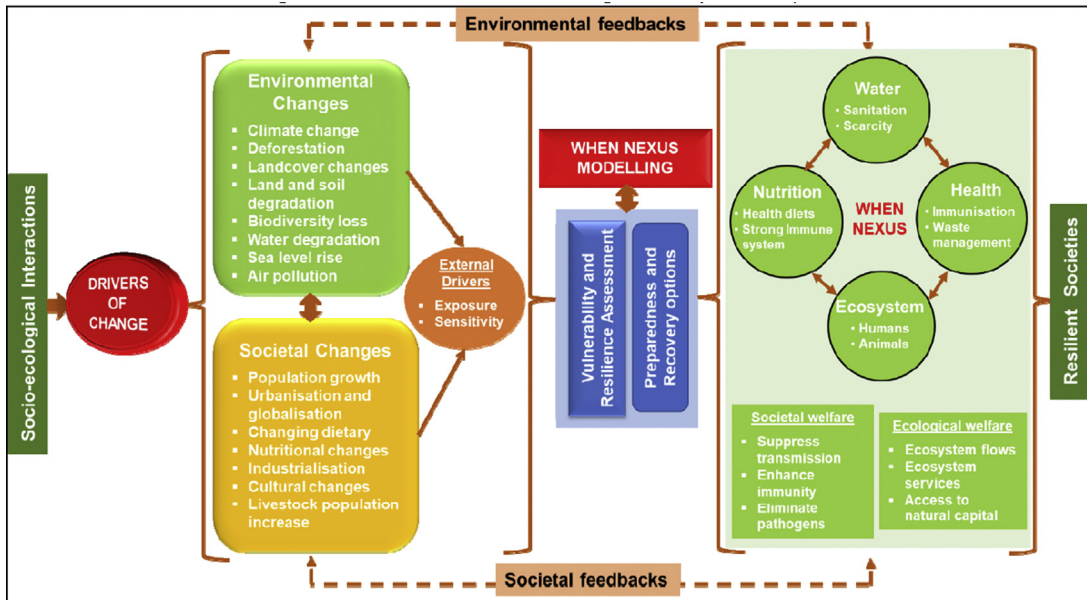 Environmental feedbacks
Socio-ecological Interactions
DRIVERS
OF
CHANGE
Environmental
Changes
Climate change
Deforestation
Landcover changes
Land and soil
degradation
Biodiversity loss
Water degradation
Sea level rise
Air pollution
Societal Changes
Population growth
Urbanisation and
globalisation
Changing dietary
Nutritional changes
Industrialisation
Cultural changes
Livestock population
increase
External
Drivers
Exposure
Sensitivity
WHEN NEXUS
MODELLING
Vulnerability and
Resilience Assessment
Preparedness and
Recovery options
Water
Sanitation
Scarcity
Nutrition
Health diets
Strong Immune
system
WHEN
NEXUS
Health
Immunisation
Waste
management
Ecosystem
Humans
Animals
Societal welfare
Suppress
transmission
Enhance
immunity
Eliminate
pathogens
Ecological welfare
Ecosystem flows
Ecosystem
services
Access to
natural capital
Resilient Societies
Societal feedbacks